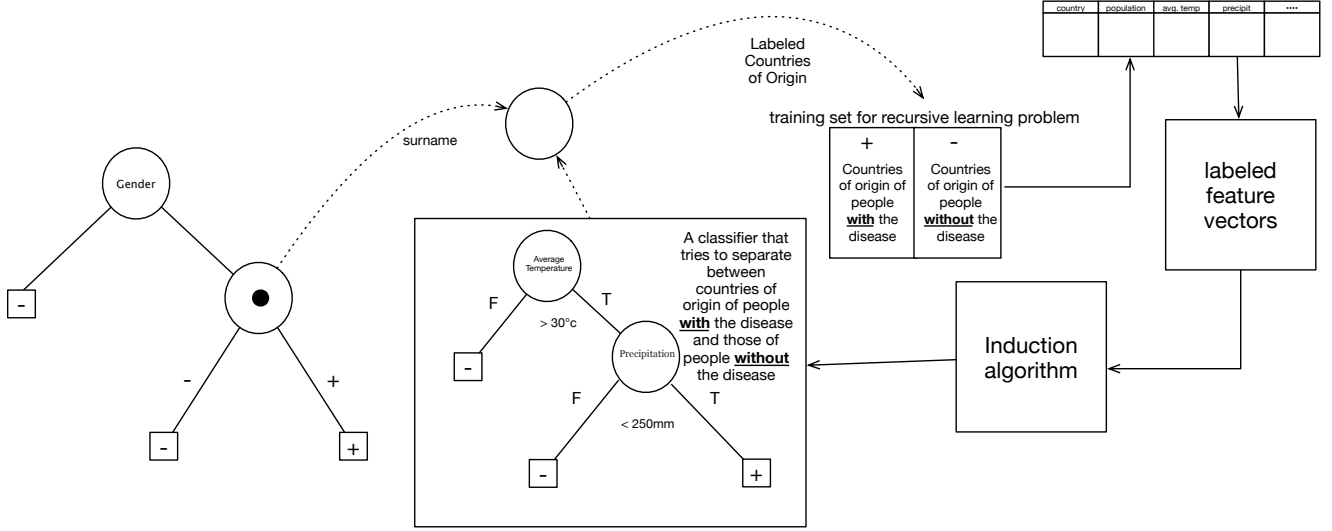 country population avg. temp precipit ....
Labeled
Countries
of Origin
surname
training set for recursive learning problem
+ -
Countries
of origin of
people
with the
disease
Countries
of origin of
people
without the
disease
labeled
feature
vectors
Gender
-
- +
- +
Average
Temperature
F T
> 30°c
-
Precipitation
F T
< 250mm
- +
A classifier that
tries to separate
between
countries of
origin of people
with the disease
and those of
people without
the disease
Induction
algorithm